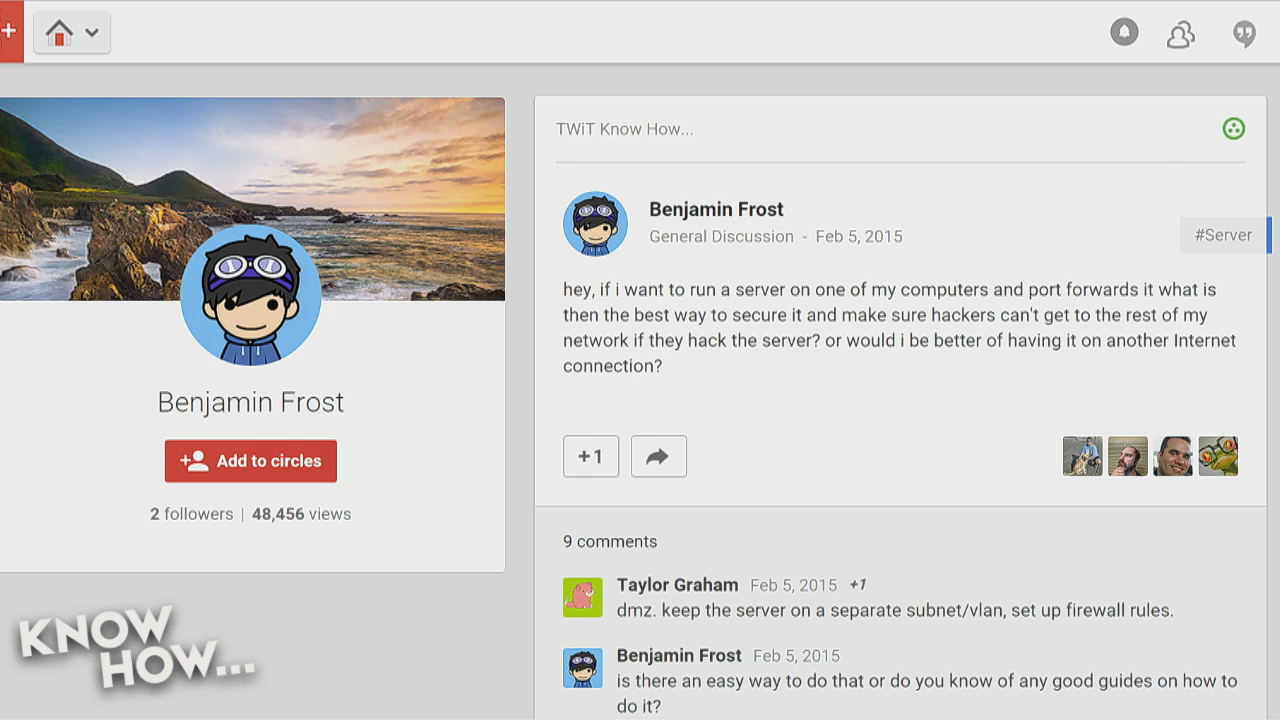 +
TWiT Know How...
Benjamin Frost
General Discussion - Feb 5, 2015
#Server
hey, if i want to run a server on one of my computers and port forwards it what is
then the best way to secure it and make sure hackers can't get to the rest of my
network if they hack the server? or would i be better of having it on another Internet
connection?
+1
Benjamin Frost
Add to circles
2 followers | 48,456 views
9 comments
Taylor Graham Feb 5, 2015 +1
dmz. keep the server on a separate subnet/vlan, set up firewall rules.
Benjamin Frost Feb 5, 2015
is there an easy way to do that or do you know of any good guides on how to
do it?
KNOW
HOW...